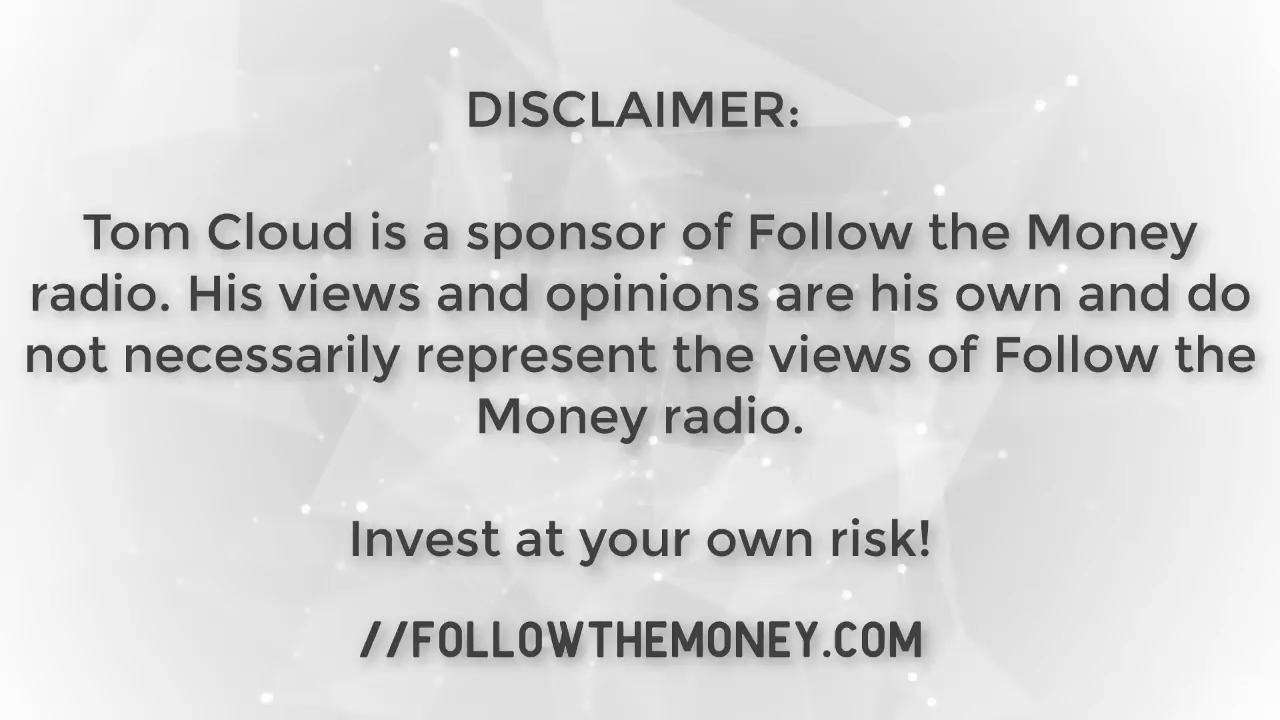 DISCLAIMER:
Tom Cloud is a sponsor of Follow the Money
radio. His views and opinions are his own and do
not necessarily represent the views of Follow the
Money radio.
Invest at your own risk!
//FOLLOWTHEMONEY.COM